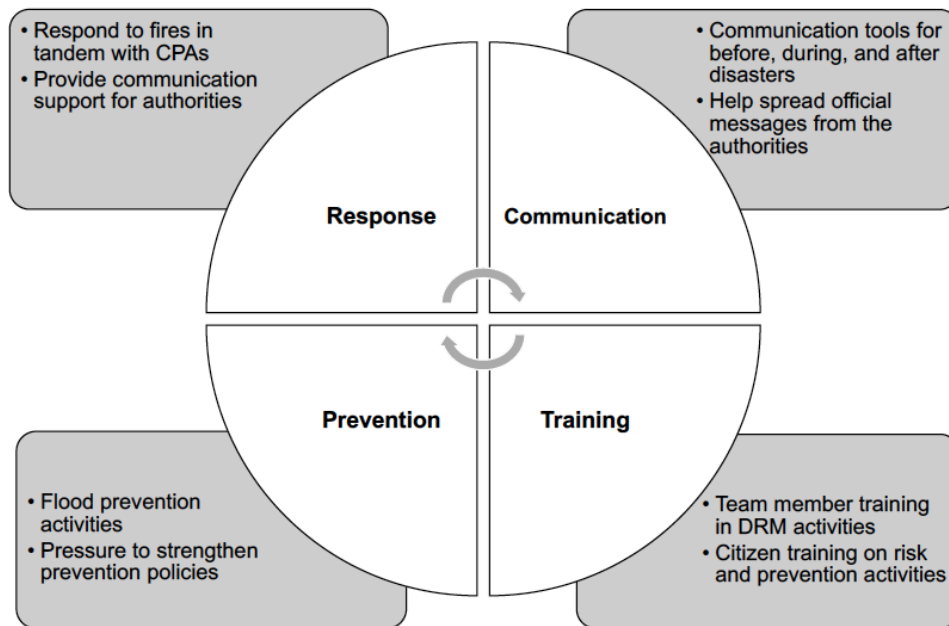 • Respond to fires in
tandem with CPAs
• Provide communication
support for authorities
• Communication tools for
before, during, and after
disasters
• Help spread official
messages from the
authorities
Response
Communication
Prevention
Training
• Flood prevention
activities
• Pressure to strengthen
prevention policies
• Team member training
in DRM activities
• Citizen training on risk
and prevention activities